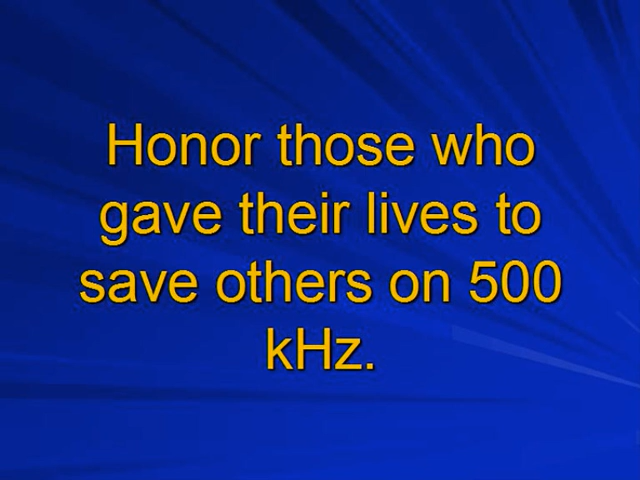 Honor those who
gave their lives to
save others on 500
kHz.